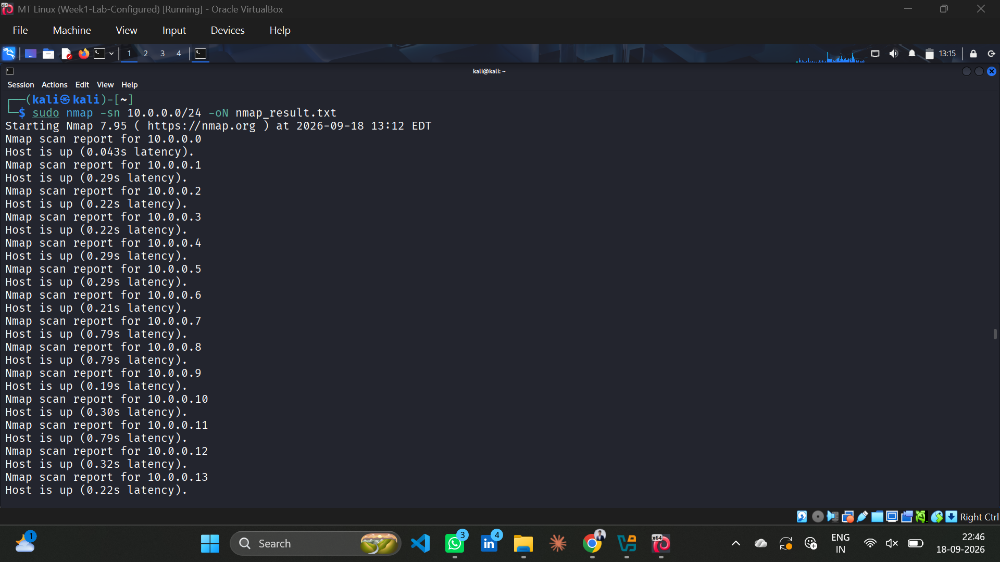 MT Linux (Week1-Lab-Configured) [Running] - Oracle VirtualBox
File Machine View Input Devices Help
1 2 3 4 13:15
kali@kali: ~
Session Actions Edit View Help
┌──(kali㉿kali)-[~]
└─$ sudo nmap -sn 10.0.0.0/24 -oN nmap_result.txt
Starting Nmap 7.95 ( https://nmap.org ) at 2026-09-18 13:12 EDT
Nmap scan report for 10.0.0.0
Host is up (0.043s latency).
Nmap scan report for 10.0.0.1
Host is up (0.29s latency).
Nmap scan report for 10.0.0.2
Host is up (0.22s latency).
Nmap scan report for 10.0.0.3
Host is up (0.22s latency).
Nmap scan report for 10.0.0.4
Host is up (0.29s latency).
Nmap scan report for 10.0.0.5
Host is up (0.29s latency).
Nmap scan report for 10.0.0.6
Host is up (0.21s latency).
Nmap scan report for 10.0.0.7
Host is up (0.79s latency).
Nmap scan report for 10.0.0.8
Host is up (0.79s latency).
Nmap scan report for 10.0.0.9
Host is up (0.19s latency).
Nmap scan report for 10.0.0.10
Host is up (0.30s latency).
Nmap scan report for 10.0.0.11
Host is up (0.79s latency).
Nmap scan report for 10.0.0.12
Host is up (0.32s latency).
Nmap scan report for 10.0.0.13
Host is up (0.22s latency).
Right Ctrl
1 Search 3 4 x64 ENG 22:46
IN 18-09-2026